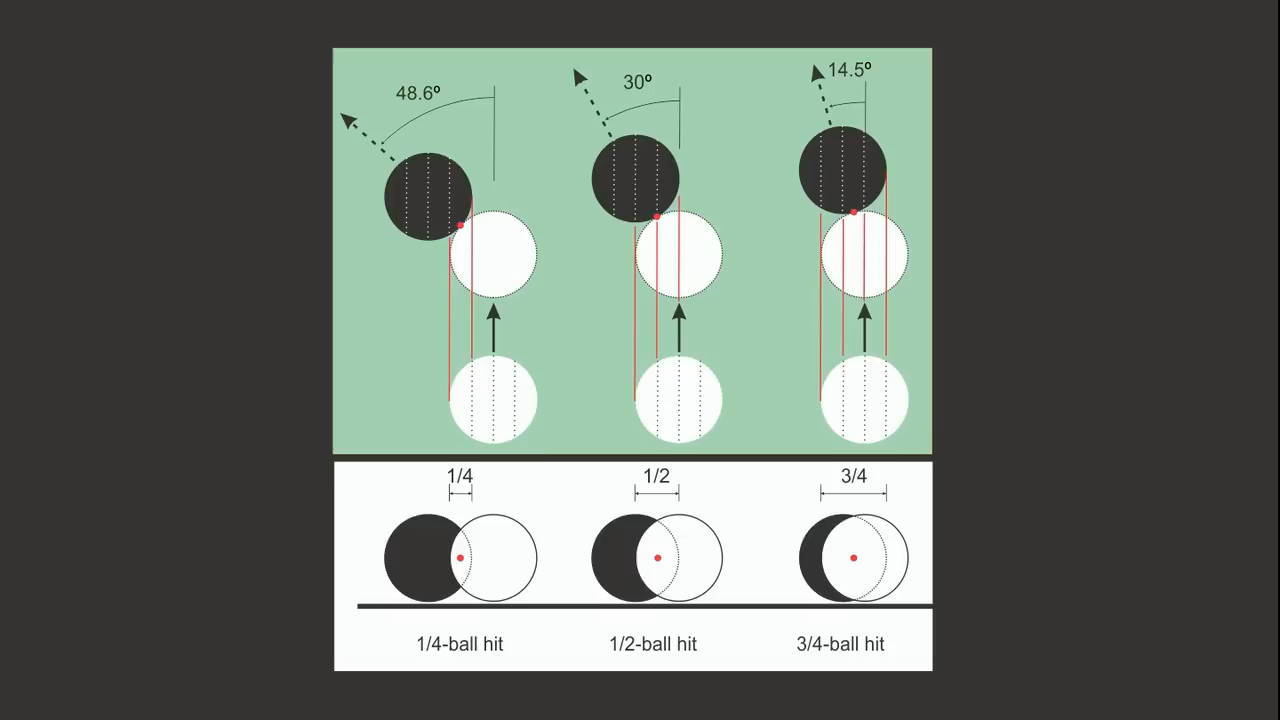 48.6º
30º
14.5º
1/4
1/2
3/4
1/4-ball hit
1/2-ball hit
3/4-ball hit